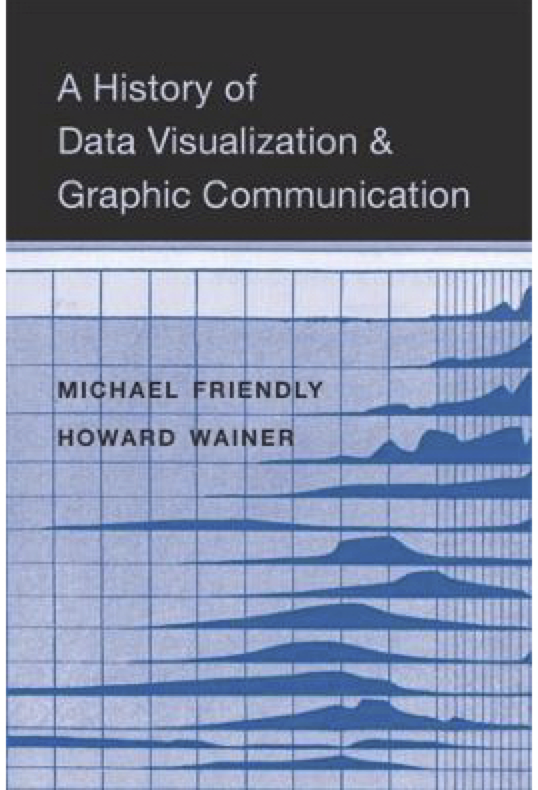 A History of
Data Visualization &
Graphic Communication
MICHAEL FRIENDLY
HOWARD WAINER